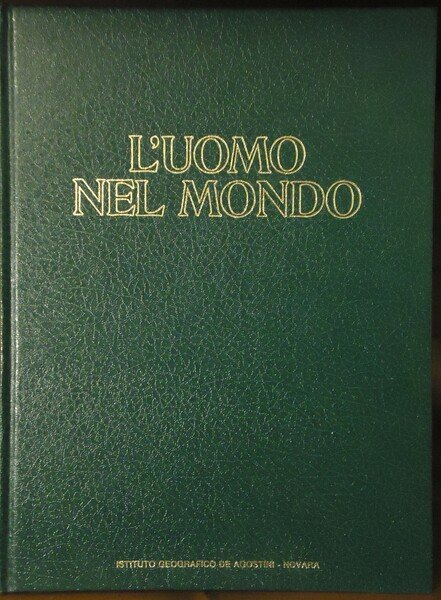 L'UOMO
NEL MONDO
ISTITUTO GEOGRAFICO DE AGOSTINI - NOVARA